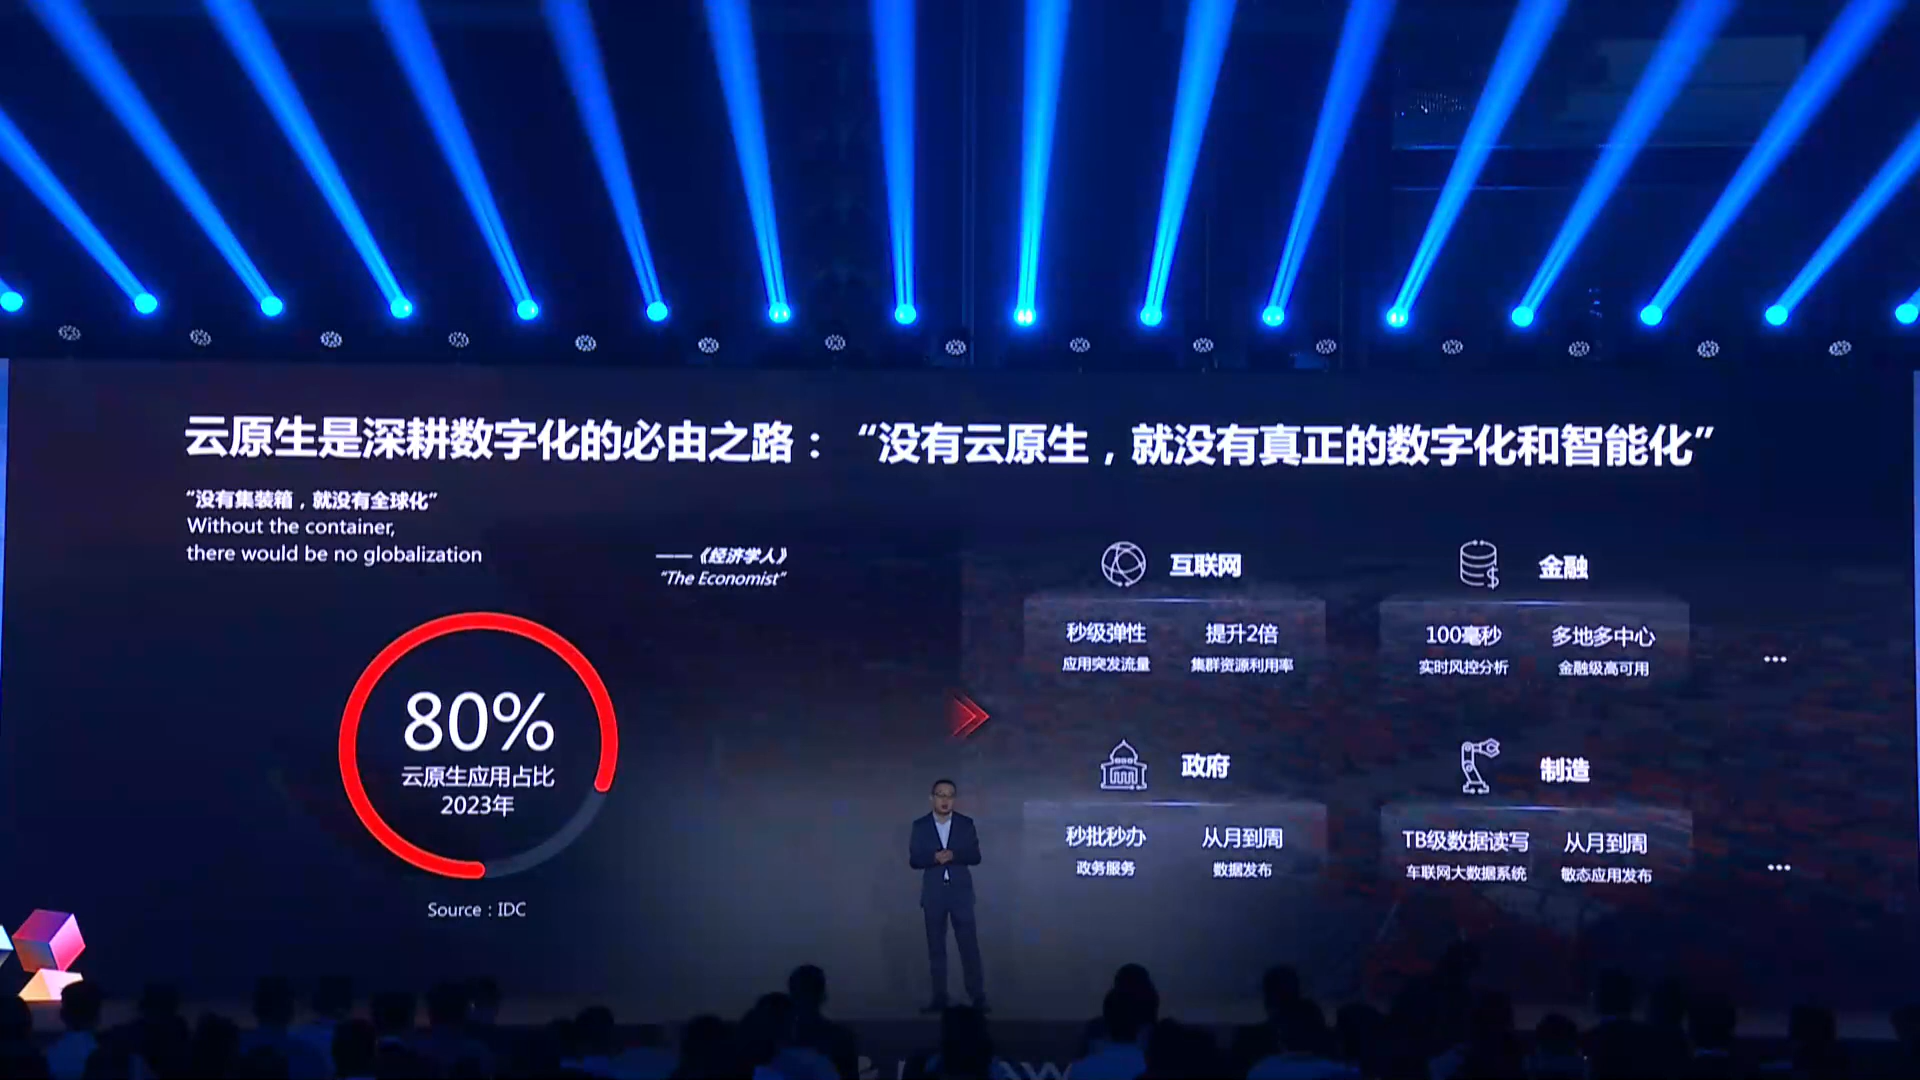 云原生是深耕数字化的必由之路：“没有云原生，就没有真正的数字化和智能化”
“没有集装箱，就没有全球化”
Without the container,
there would be no globalization
——《经济学人》
“The Economist”
80%
云原生应用占比
2023年
Source：IDC
互联网
秒级弹性 提升2倍
应用突发流量 集群资源利用率
金融
100毫秒 多地多中心
实时风控分析 金融级高可用
...
政府
秒批秒办 从月到周
政务服务 数据发布
制造
TB级数据读写 从月到周
车联网大数据系统 敏态应用发布
...